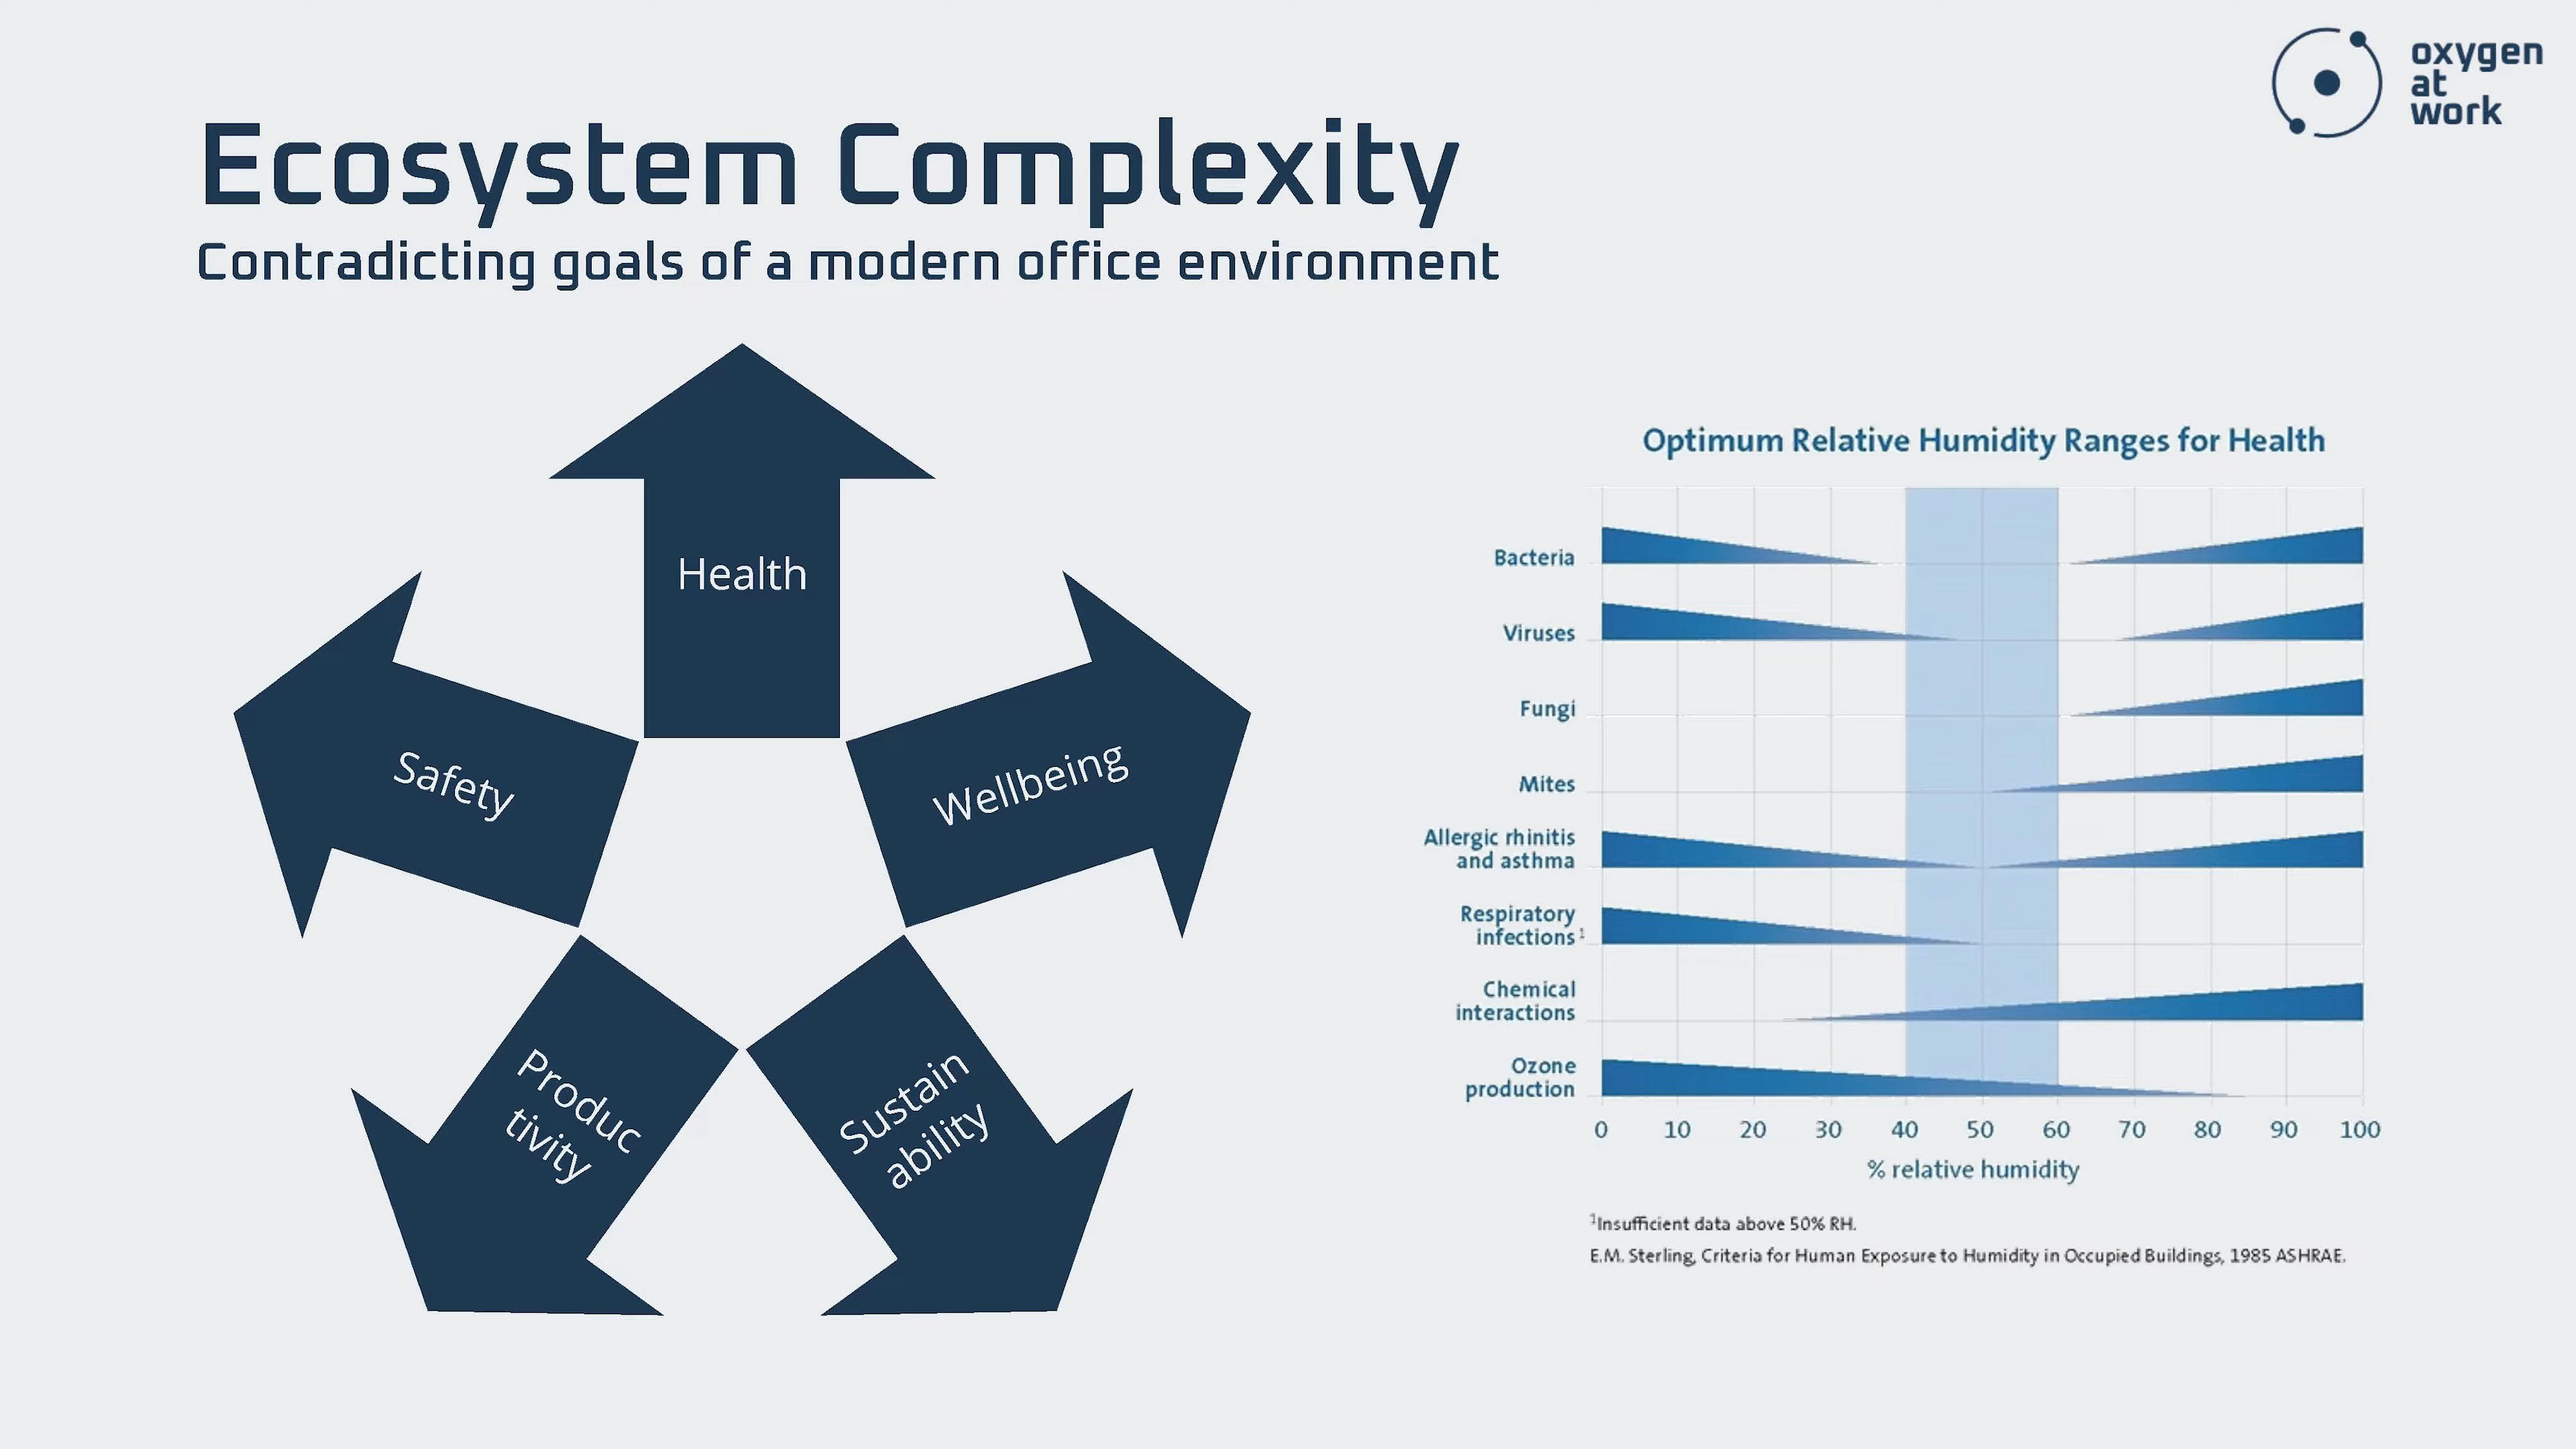 oxygen
at
work
Ecosystem Complexity
Contradicting goals of a modern office environment
Health
Safety
Wellbeing
Produc
tivity
Sustain
ability
Optimum Relative Humidity Ranges for Health
Bacteria
Viruses
Fungi
Mites
Allergic rhinitis
and asthma
Respiratory
infections¹
Chemical
interactions
Ozone
production
0 10 20 30 40 50 60 70 80 90 100
% relative humidity
¹Insufficient data above 50% RH.
E.M. Sterling, Criteria for Human Exposure to Humidity in Occupied Buildings, 1985 ASHRAE.